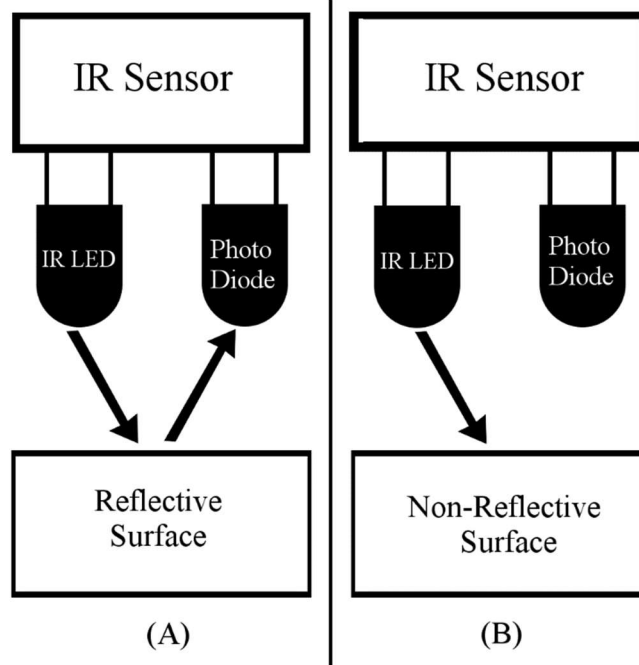 IR Sensor
IR LED
Photo
Diode
Reflective
Surface
(A)
IR Sensor
IR LED
Photo
Diode
Non-Reflective
Surface
(B)